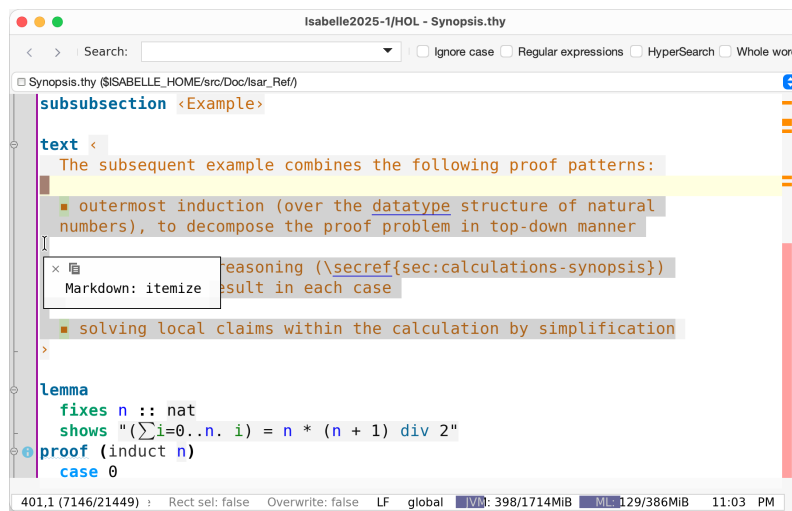 Isabelle2025-1/HOL - Synopsis.thy
Search: Ignore case Regular expressions HyperSearch Whole wor
Synopsis.thy ($ISABELLE_HOME/src/Doc/Isar_Ref/)
subsubsection ‹Example›
text ‹
The subsequent example combines the following proof patterns:
▪ outermost induction (over the datatype structure of natural
numbers), to decompose the proof problem in top-down manner
reasoning (\secref{sec:calculations-synopsis})
esult in each case
Markdown: itemize
▪ solving local claims within the calculation by simplification
›
lemma
fixes n :: nat
shows "(∑i=0..n. i) = n * (n + 1) div 2"
proof (induct n)
case 0
401,1 (7146/21449) Rect sel: false Overwrite: false LF global JVM: 398/1714MiB ML: 129/386MiB 11:03 PM